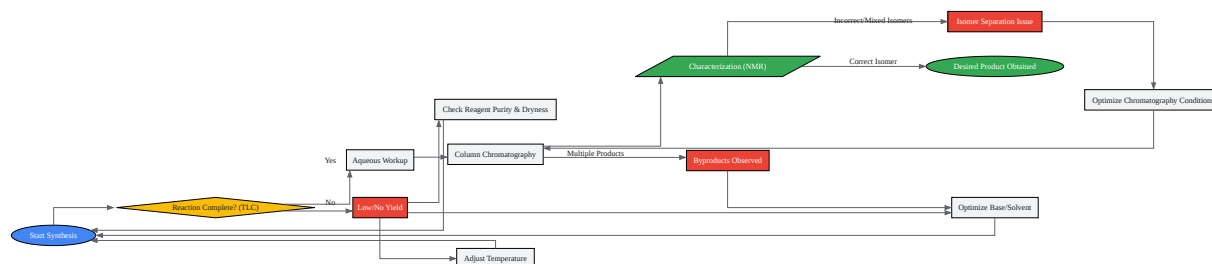 Incorrect/Mixed Isomers
Isomer Separation Issue
Characterization (NMR)
Correct Isomer
Desired Product Obtained
Optimize Chromatography Conditions
Check Reagent Purity & Dryness
Yes
Aqueous Workup
Column Chromatography
Multiple Products
Byproducts Observed
Reaction Complete? (TLC)
No
Low/No Yield
Optimize Base/Solvent
Start Synthesis
Adjust Temperature